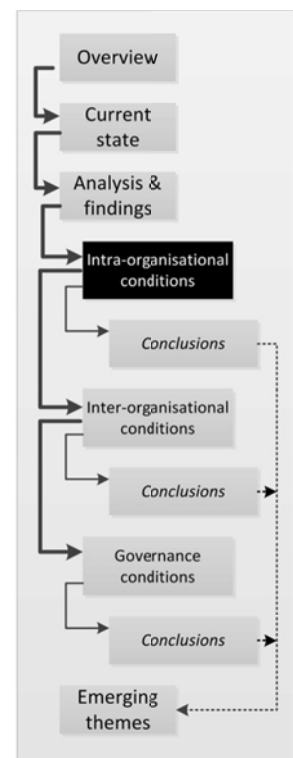 Overview
Current
state
Analysis &
findings
Intra-organisational
conditions
Conclusions
Inter-organisational
conditions
Conclusions
Governance
conditions
Conclusions
Emerging
themes